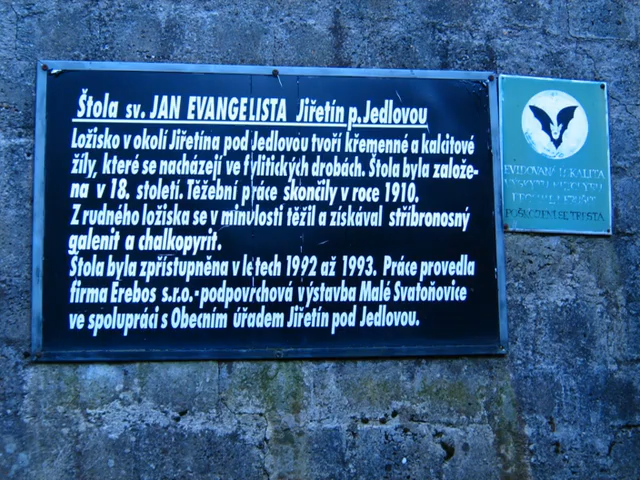 Štola sv. JAN EVANGELISTA Jiřetín p. Jedlovou
Ložisko v okolí Jiřetína pod Jedlovou tvoří křemenné a kalcitové
žíly, které se nacházejí ve fylitických drobách. Štola byla založe-
na v 18. století. Těžební práce skončily v roce 1910.
Z rudného ložiska se v minulosti těžil a získával stříbronosný
galenit a chalkopyrit.
Štola byla zpřístupněna v letech 1992 až 1993. Práce provedla
firma Erebos s.r.o.-podpovrchová výstavba Malé Svatoňovice
ve spolupráci s Obecním úřadem Jiřetín pod Jedlovou.
EVIDOVANÁ LOKALITA
POŠKOZENÍ SE TRESTÁ